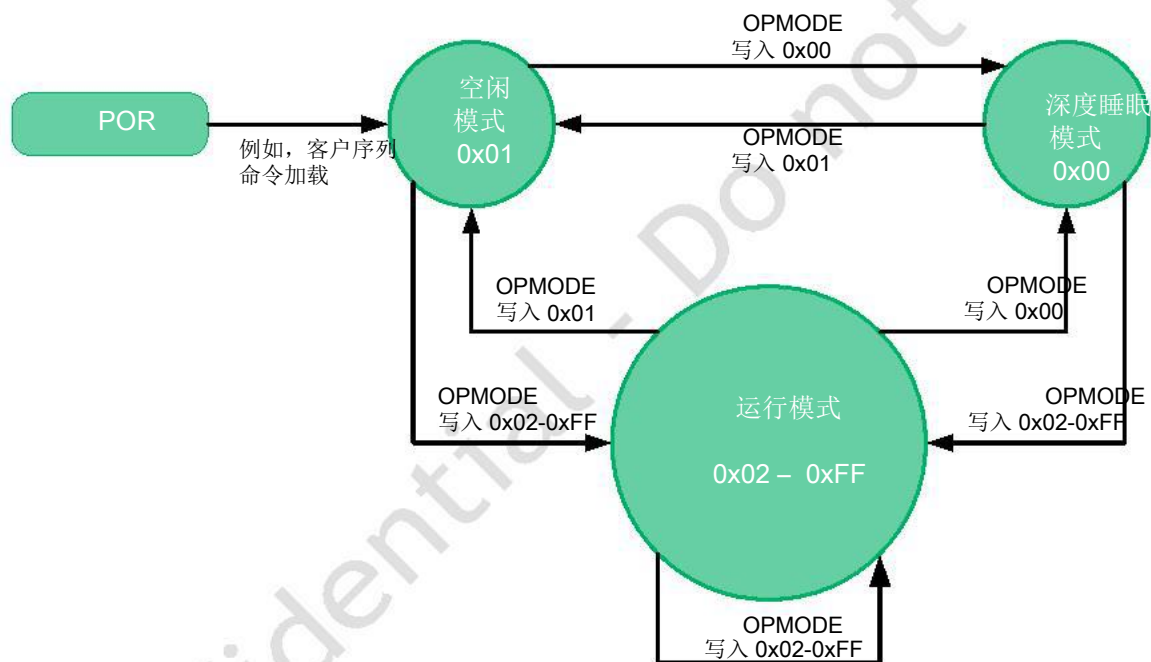 OPMODE
写入 0x00
POR
空闲
模式
0x01
深度睡眠
模式
0x00
例如，客户序列
命令加载
OPMODE
写入 0x01
OPMODE
写入 0x01
OPMODE
写入 0x00
OPMODE
写入 0x02-0xFF
运行模式
0x02 – 0xFF
OPMODE
写入 0x02-0xFF
OPMODE
写入 0x02-0xFF
fidential - Do not